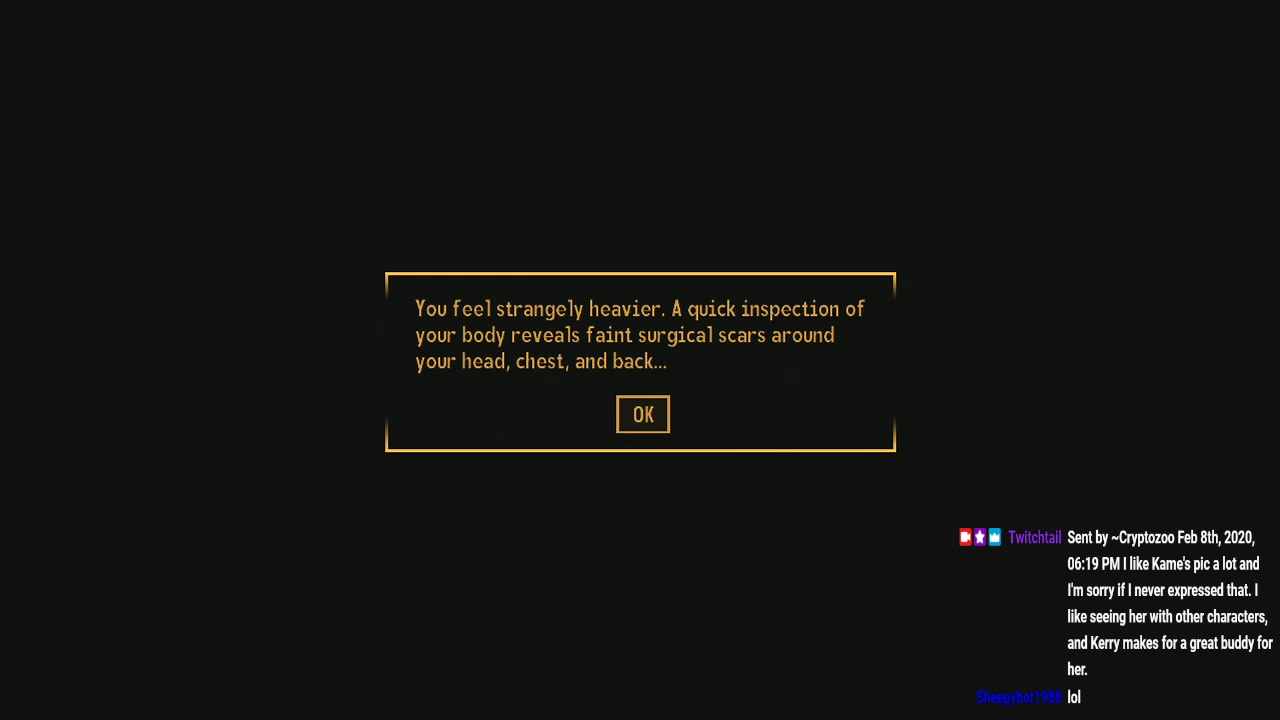 You feel strangely heavier. A quick inspection of
your body reveals faint surgical scars around
your head, chest, and back...
OK
Twitchtail Sent by ~Cryptozoo Feb 8th, 2020,
06:19 PM I like Kame's pic a lot and
I'm sorry if I never expressed that. I
like seeing her with other characters,
and Kerry makes for a great buddy for
her.
Sheepybot1988 lol